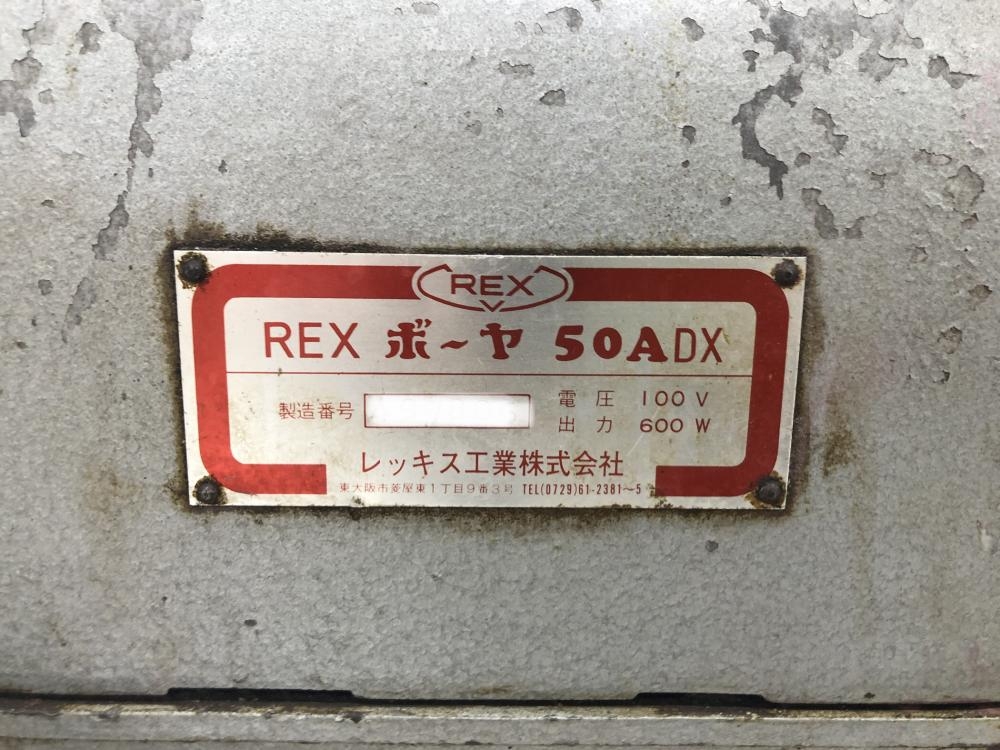 REX
REX ボ〜ヤ 50A DX
製造番号
電圧 100V
出力 600W
レッキス工業株式会社
東大阪市菱屋東1丁目9番3号 TEL(0729)61-2381〜5